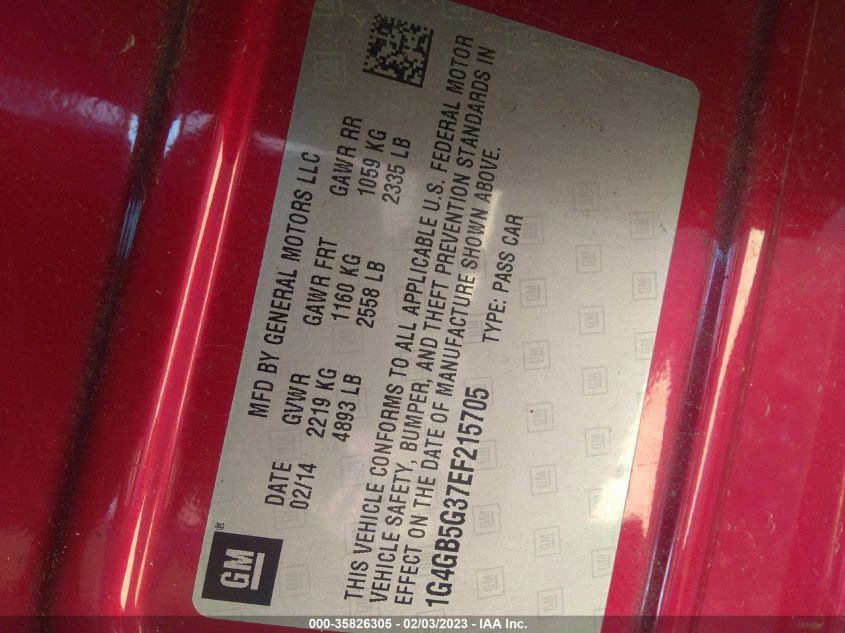 GM
®
MFD BY GENERAL MOTORS LLC
DATE GVWR GAWR FRT GAWR RR
02/14 2219 KG 1160 KG 1059 KG
4893 LB 2558 LB 2335 LB
THIS VEHICLE CONFORMS TO ALL APPLICABLE U.S. FEDERAL MOTOR
VEHICLE SAFETY, BUMPER, AND THEFT PREVENTION STANDARDS IN
EFFECT ON THE DATE OF MANUFACTURE SHOWN ABOVE.
1G4GB5G37EF215705 TYPE: PASS CAR
000-35826305 - 02/03/2023 - IAA Inc.